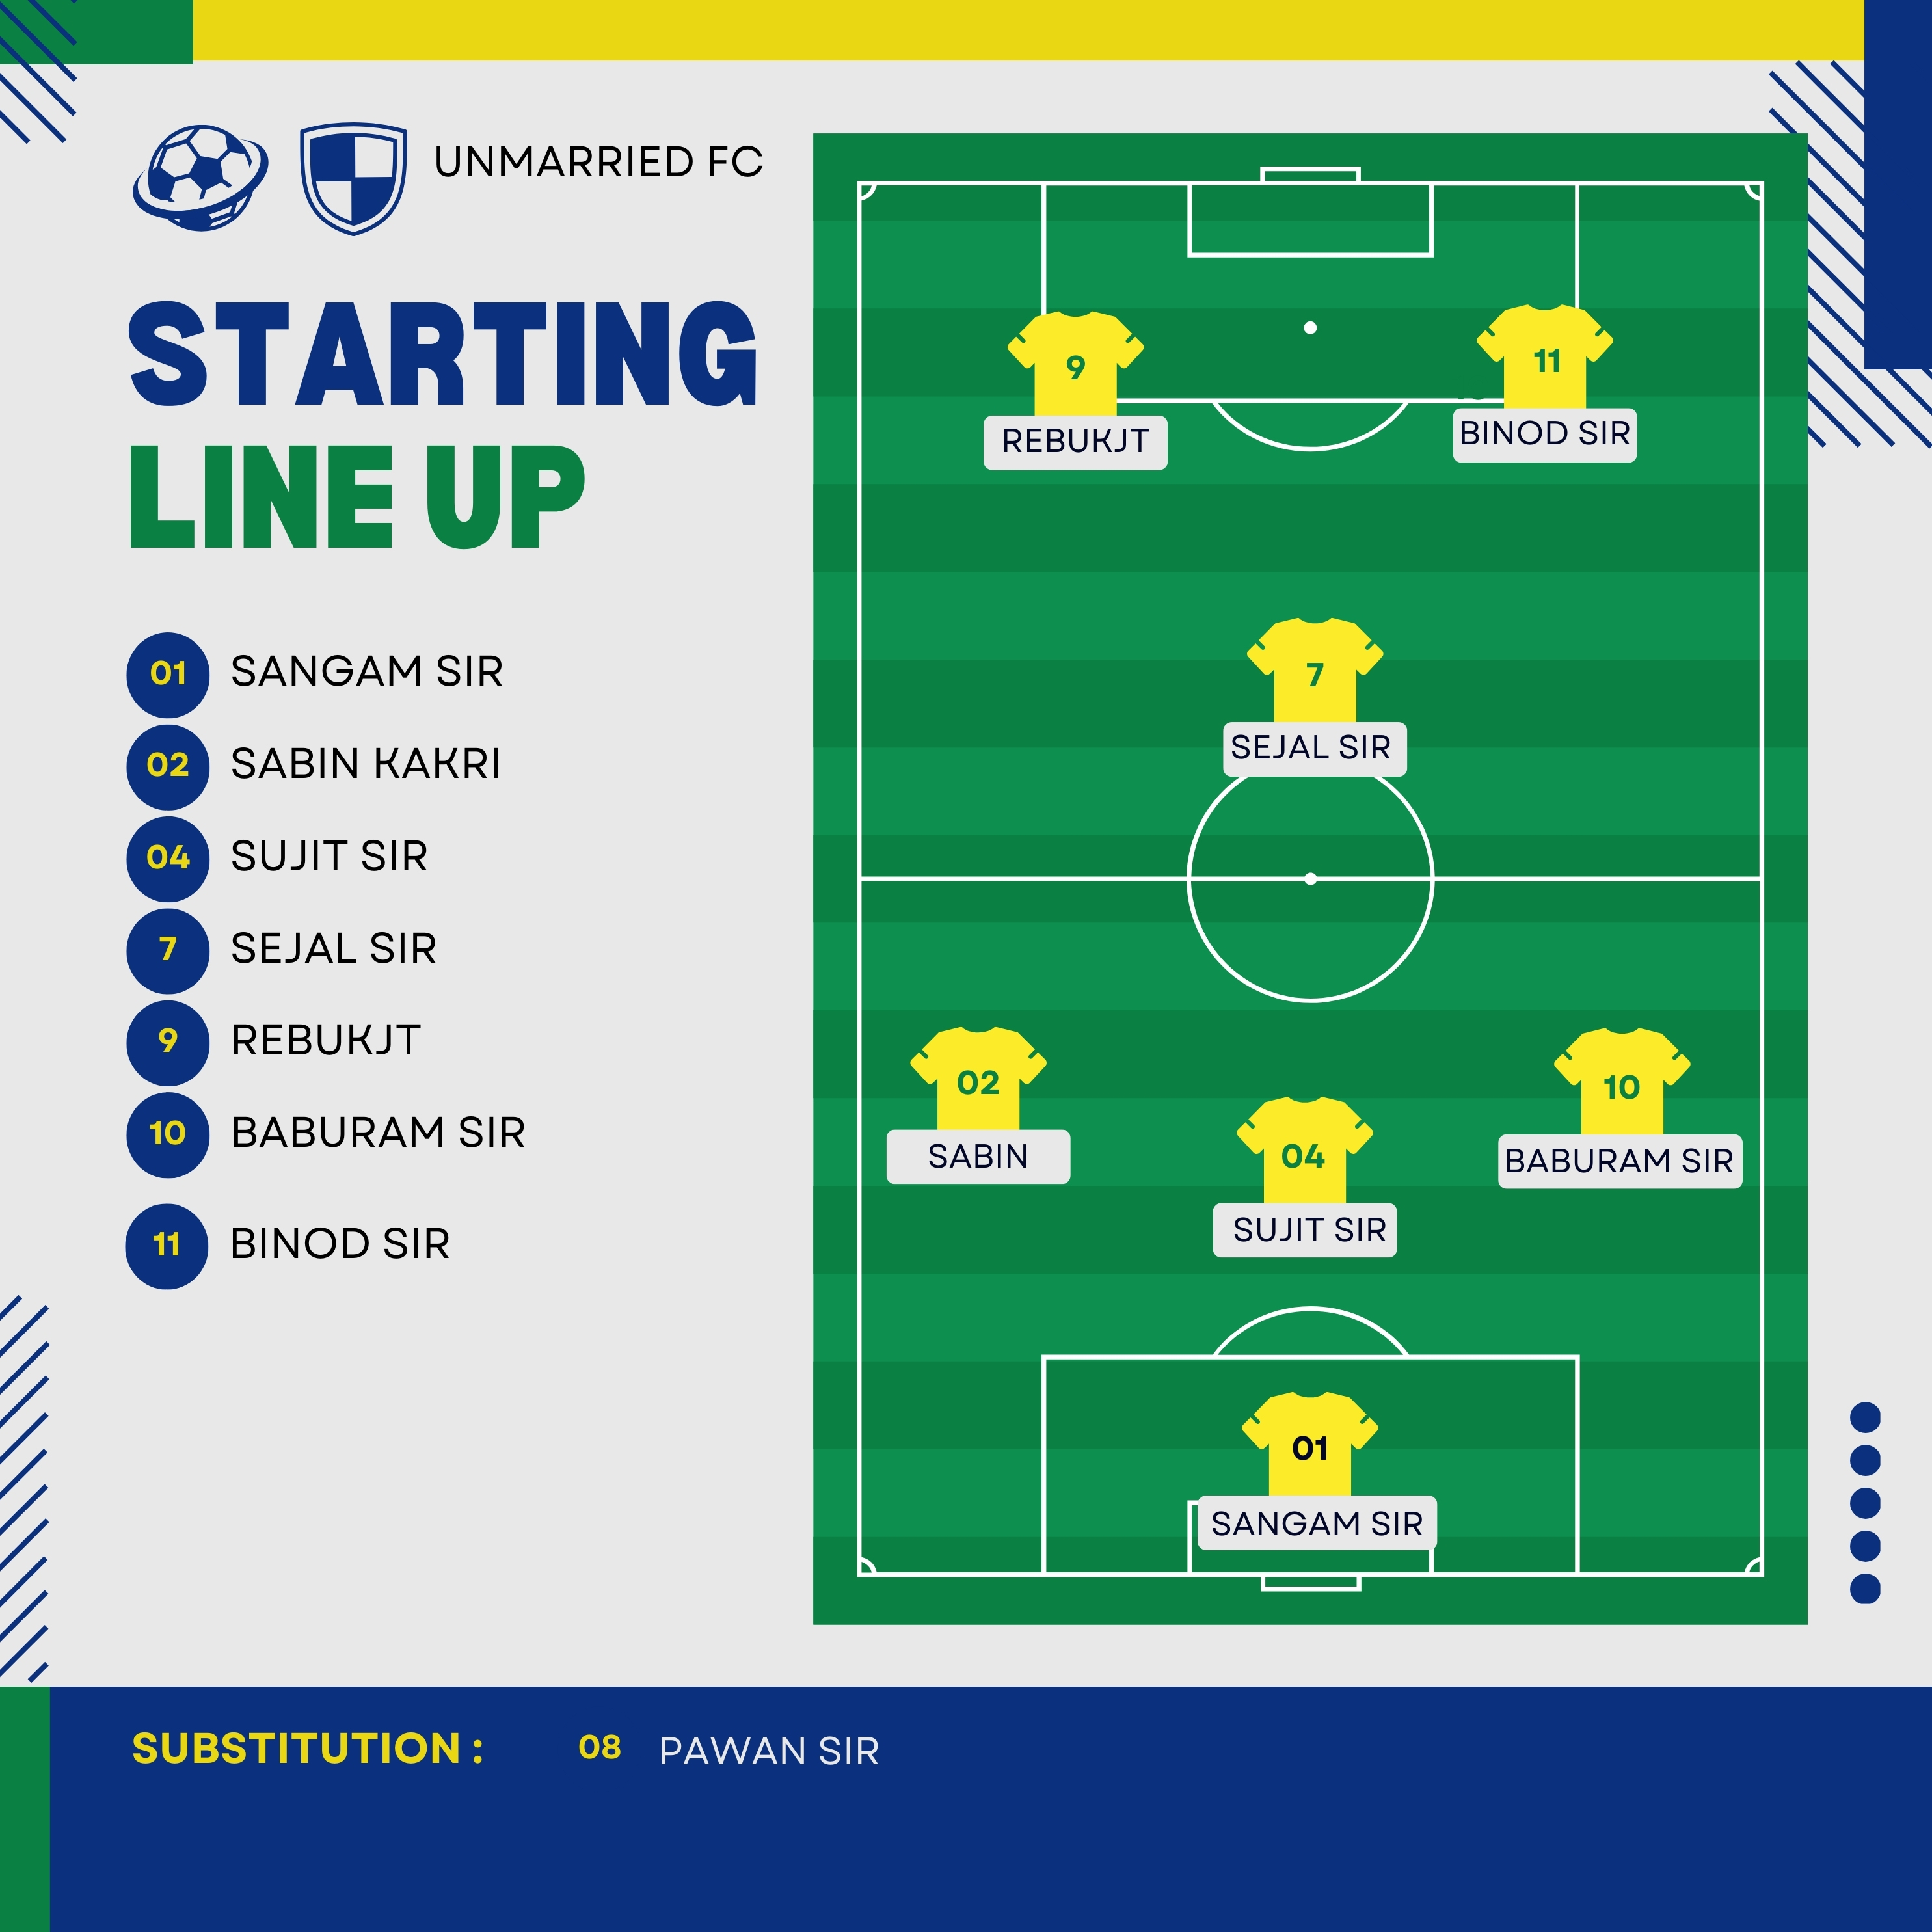 UNMARRIED FC
STARTING
LINE UP
01 SANGAM SIR
02 SABIN KAKRI
04 SUJIT SIR
7 SEJAL SIR
9 REBUKJT
10 BABURAM SIR
11 BINOD SIR
9
REBUKJT
11
BINOD SIR
7
SEJAL SIR
02
SABIN
04
SUJIT SIR
10
BABURAM SIR
01
SANGAM SIR
SUBSTITUTION : 08 PAWAN SIR